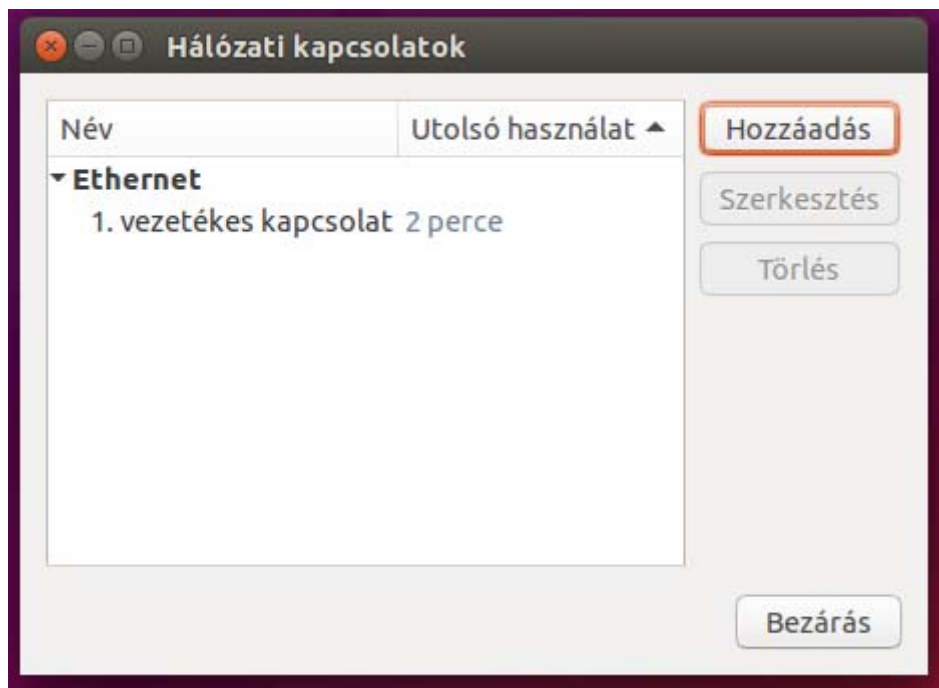 Hálózati kapcsolatok
Név Utolsó használat
Hozzáadás
Ethernet
Szerkesztés
1. vezetékes kapcsolat 2 perce
Törlés
Bezárás